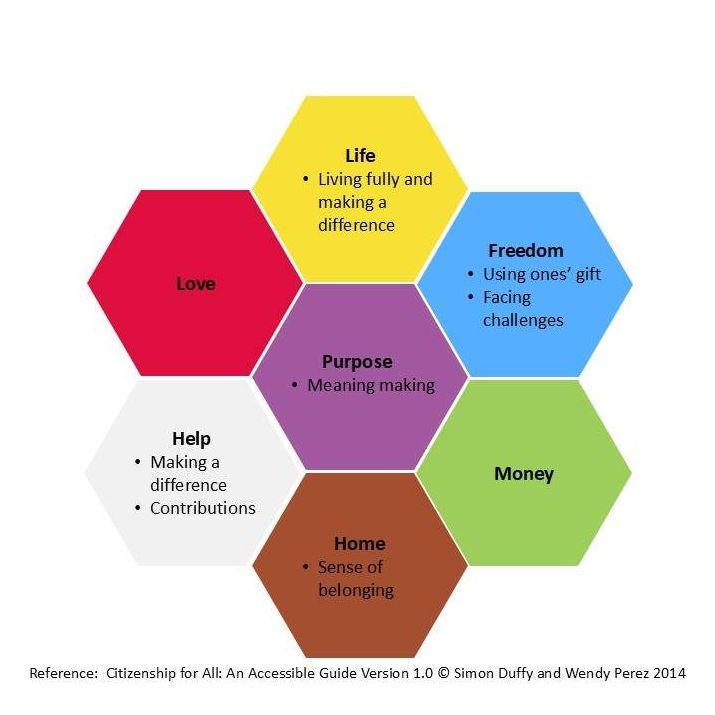 Life
• Living fully and
making a
difference
Love
Freedom
• Using ones’ gift
• Facing
challenges
Purpose
• Meaning making
Help
• Making a
difference
• Contributions
Money
Home
• Sense of
belonging
Reference:  Citizenship for All: An Accessible Guide Version 1.0 © Simon Duffy and Wendy Perez 2014